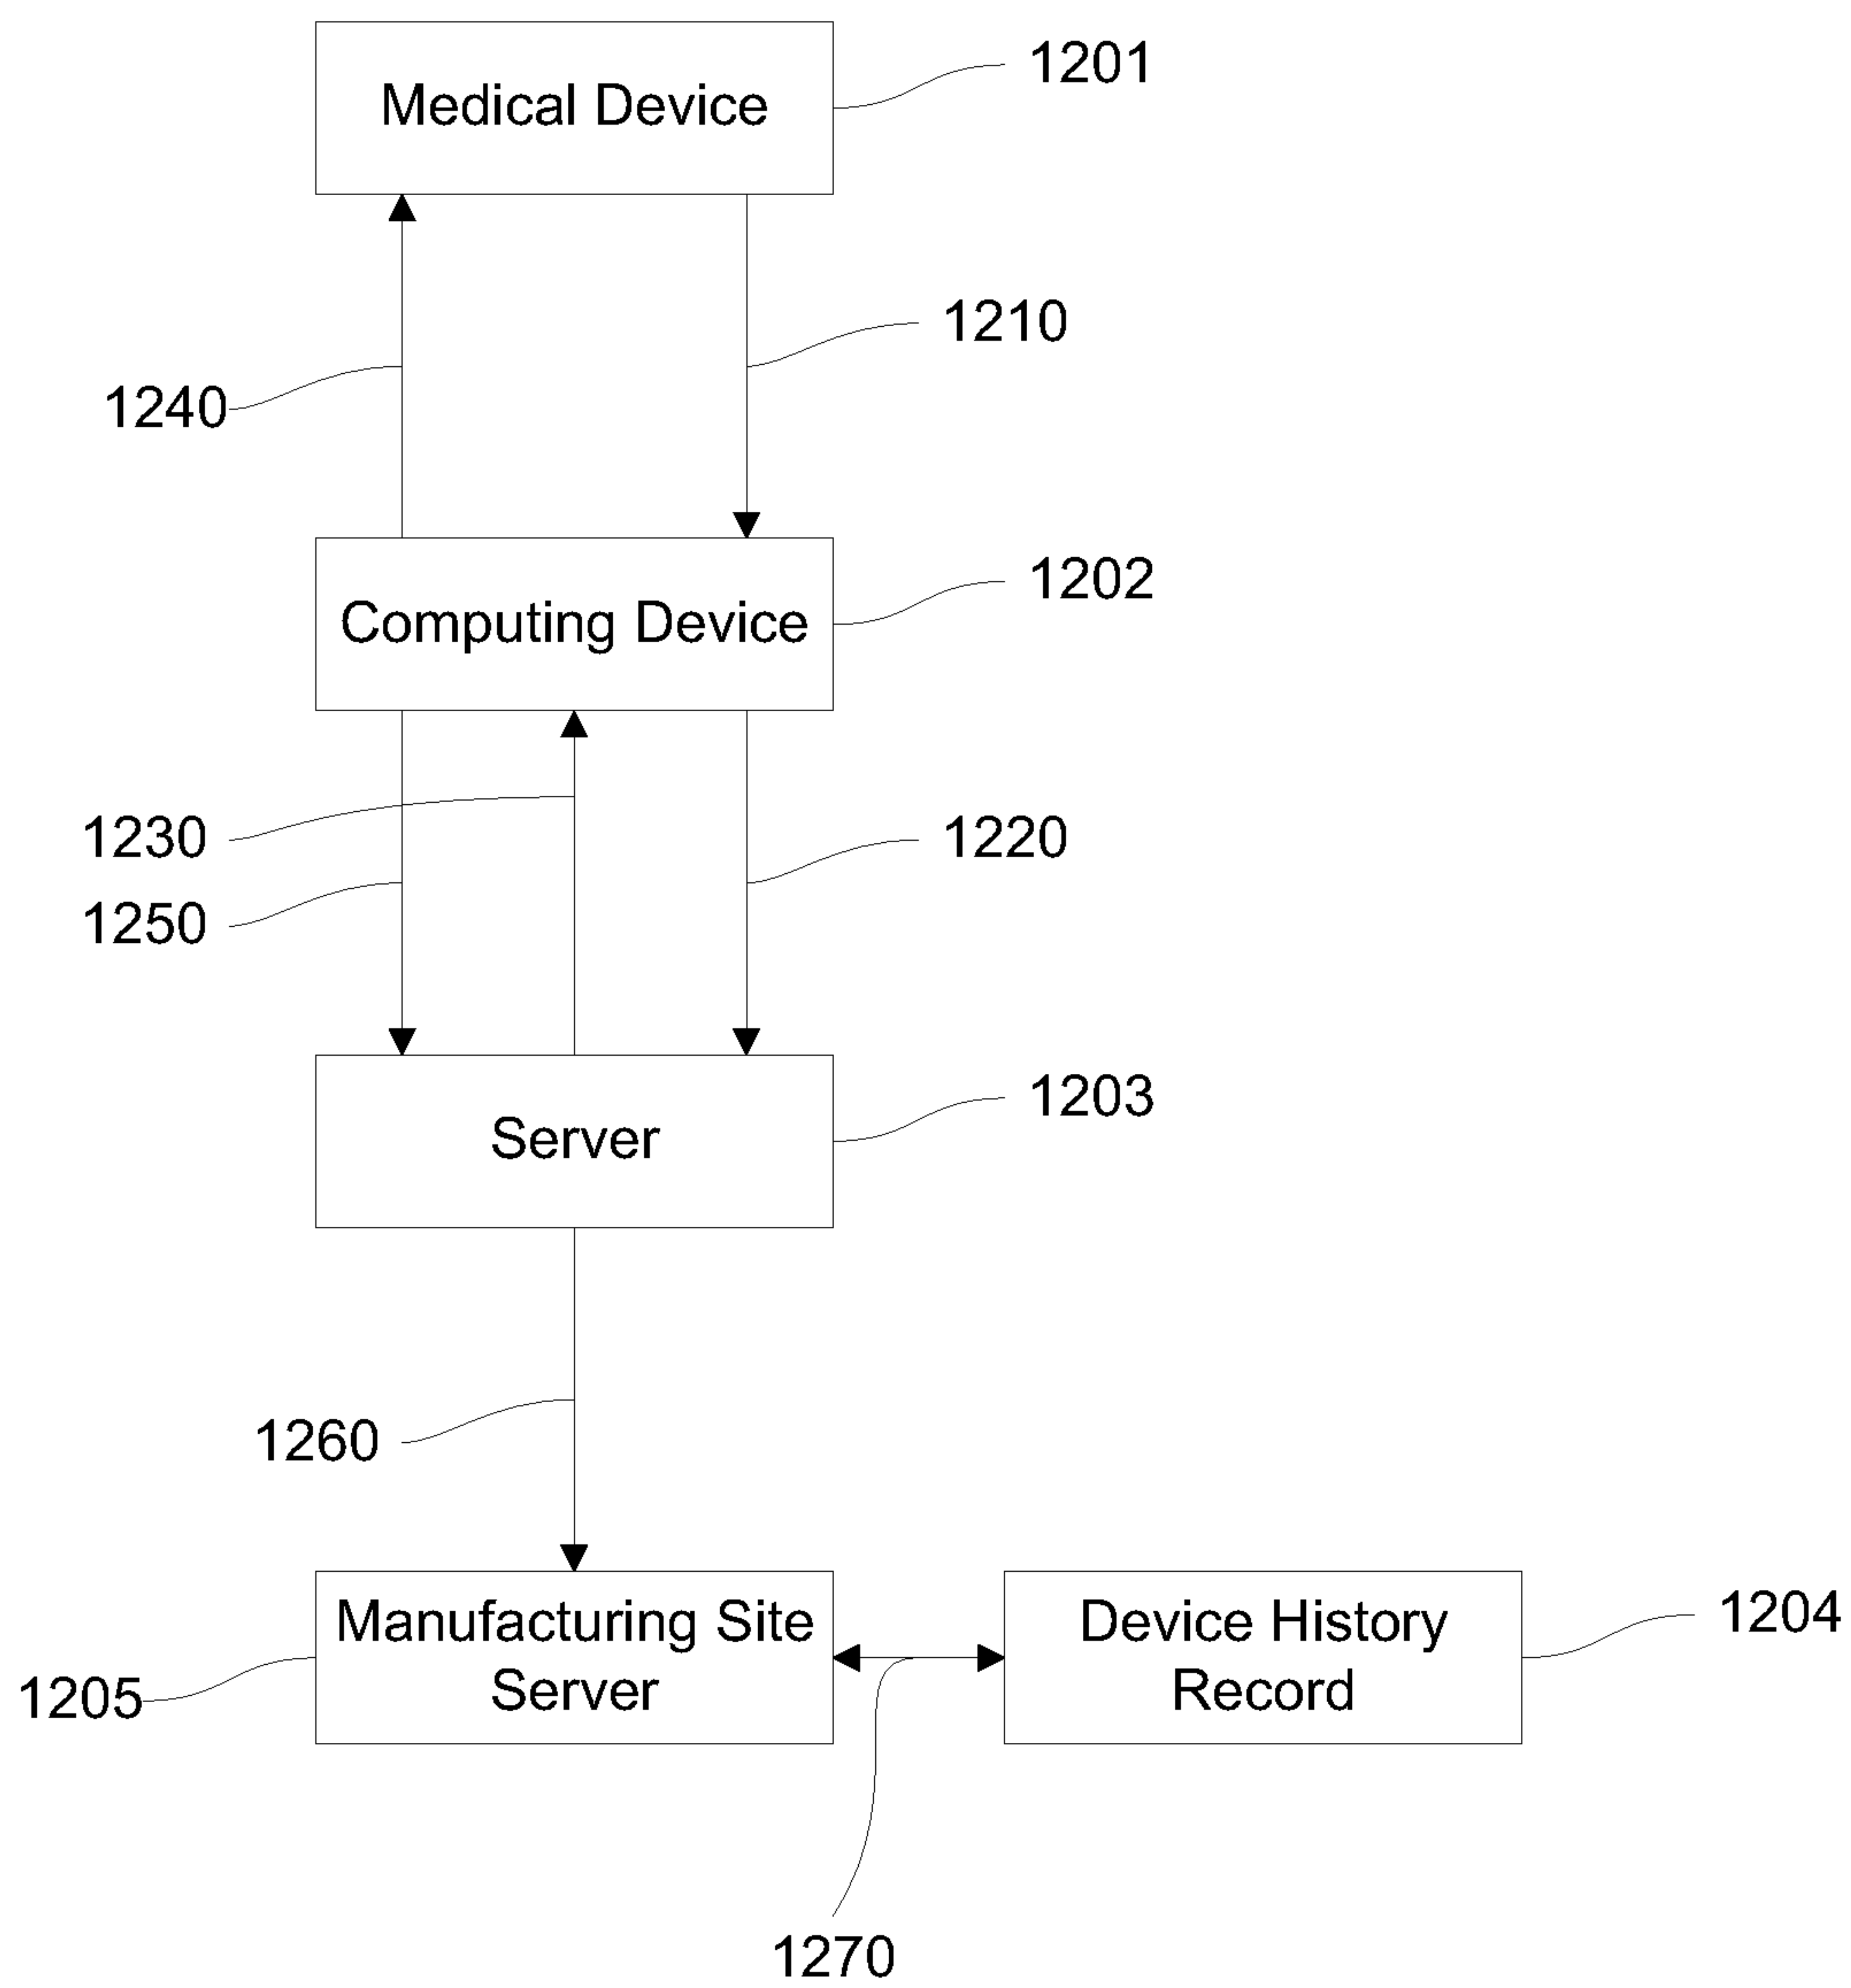 Medical Device
1201
1210
1240
Computing Device
1202
1230
1220
1250
Server
1203
1260
Manufacturing Site
Server
1205
Device History
Record
1204
1270